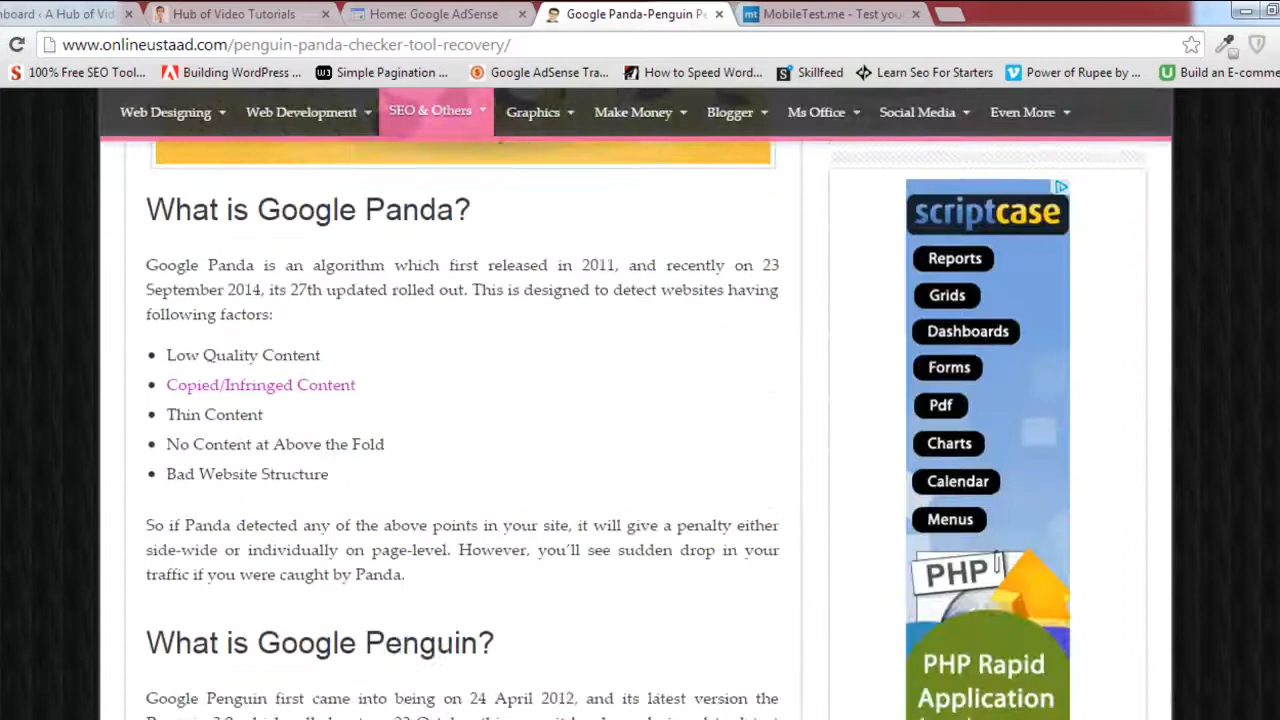 board ‹ A Hub of Vid
Hub of Video Tutorials
Home: Google AdSense
Google Panda-Penguin Pe
MobileTest.me - Test your
www.onlineustaad.com/penguin-panda-checker-tool-recovery/
100% Free SEO Tool...
Building WordPress ...
Simple Pagination ...
Google AdSense Tra...
How to Speed Word...
Skillfeed
Learn Seo For Starters
Power of Rupee by ...
Build an E-comme
Web Designing
Web Development
SEO & Others
Graphics
Make Money
Blogger
Ms Office
Social Media
Even More
What is Google Panda?
Google Panda is an algorithm which first released in 2011, and recently on 23
September 2014, its 27th updated rolled out. This is designed to detect websites having
following factors:
Low Quality Content
Copied/Infringed Content
Thin Content
No Content at Above the Fold
Bad Website Structure
So if Panda detected any of the above points in your site, it will give a penalty either
side-wide or individually on page-level. However, you'll see sudden drop in your
traffic if you were caught by Panda.
What is Google Penguin?
Google Penguin first came into being on 24 April 2012, and its latest version the
scriptcase
Reports
Grids
Dashboards
Forms
Pdf
Charts
Calendar
Menus
PHP
PHP Rapid
Application